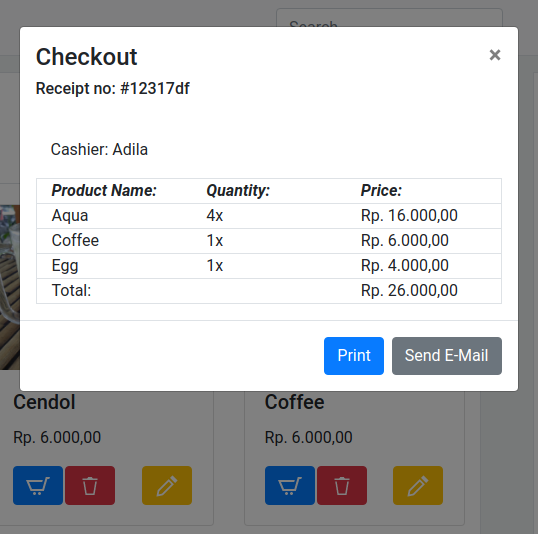 Search
Checkout ×
Receipt no: #12317df
Cashier: Adila
Product Name: Quantity: Price:
Aqua 4x Rp. 16.000,00
Coffee 1x Rp. 6.000,00
Egg 1x Rp. 4.000,00
Total: Rp. 26.000,00
Print Send E-Mail
Cendol Coffee
Rp. 6.000,00 Rp. 6.000,00